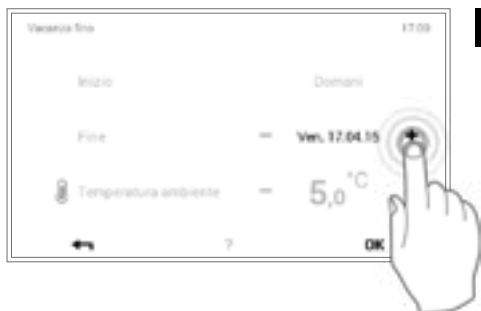 Vacanza fino 17:09
Inizio Domani
Fine − Ven. 17.04.15 +
Temperatura ambiente − 5,0 °C
? OK